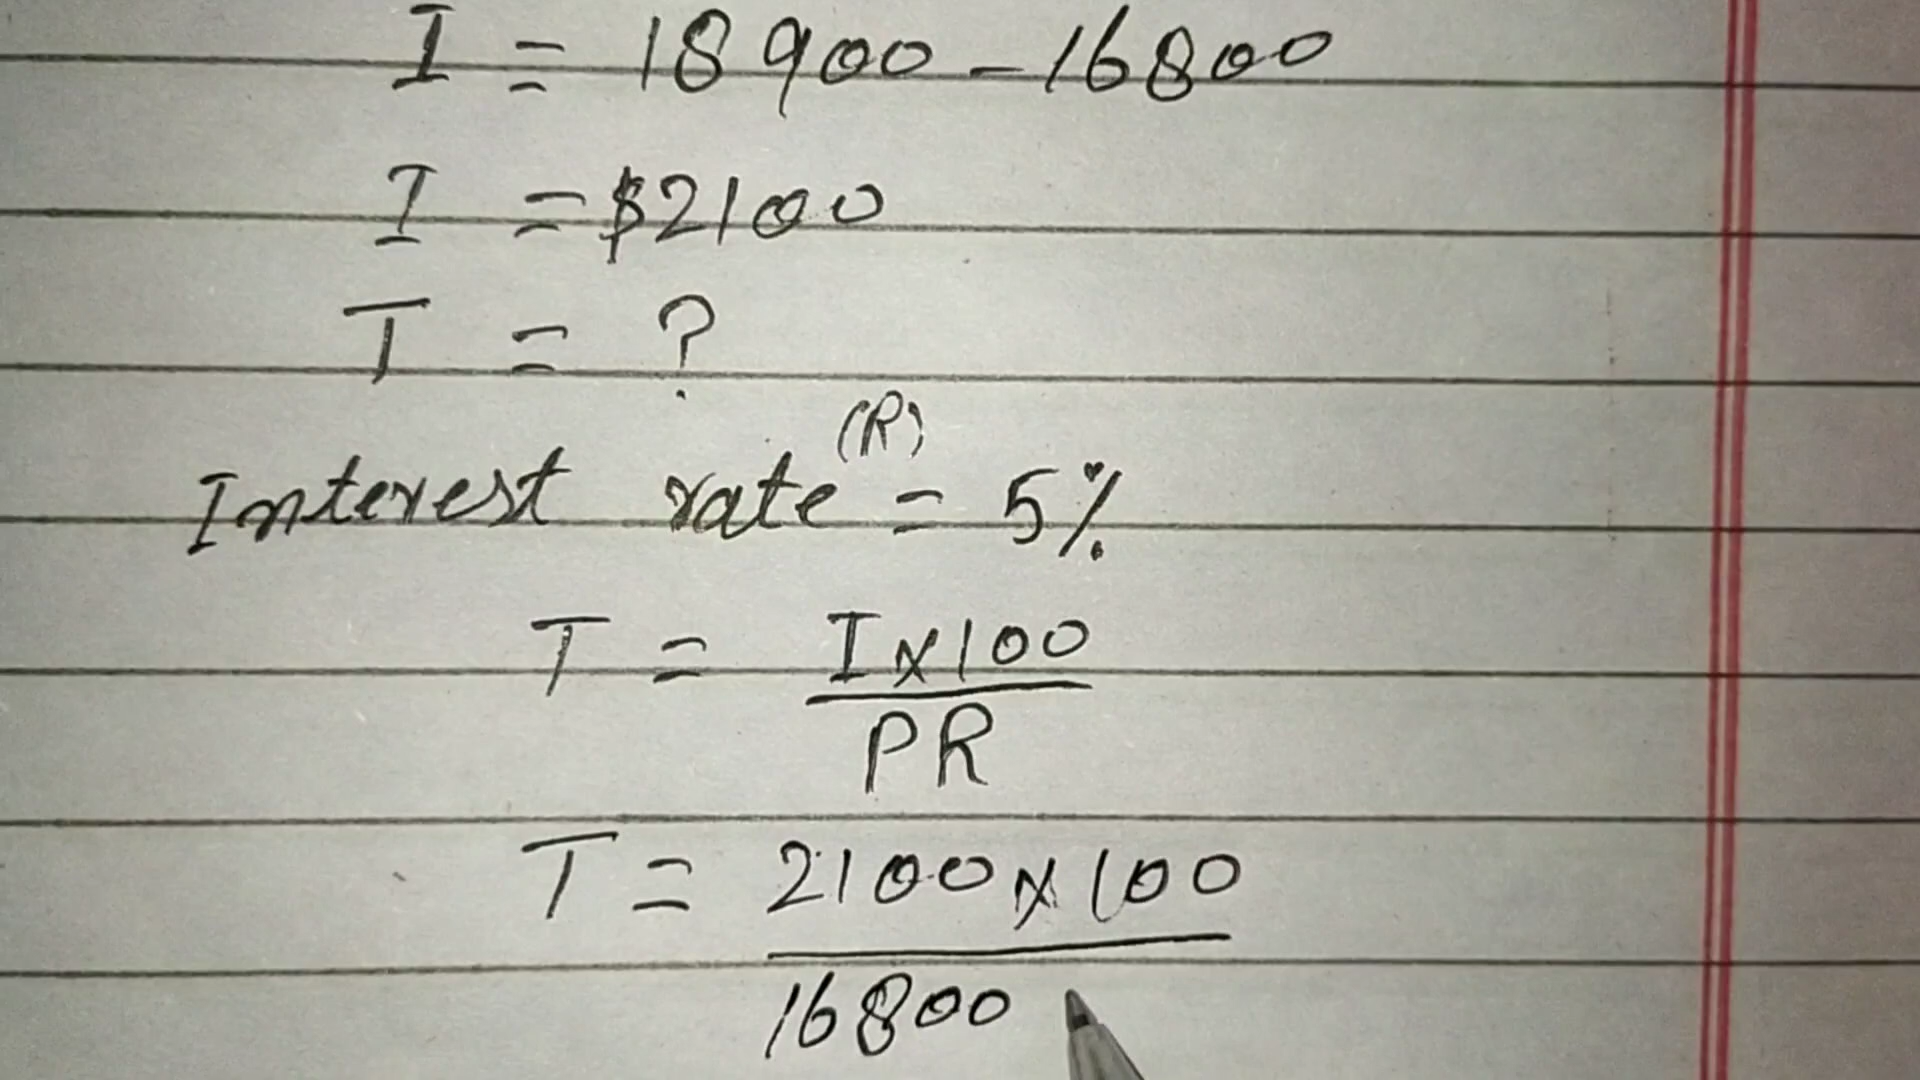 I = 18900 - 16800
I = $2100
T = ?
(R)
Interest rate = 5%
T = I×100
PR
T = 2100×100
16800